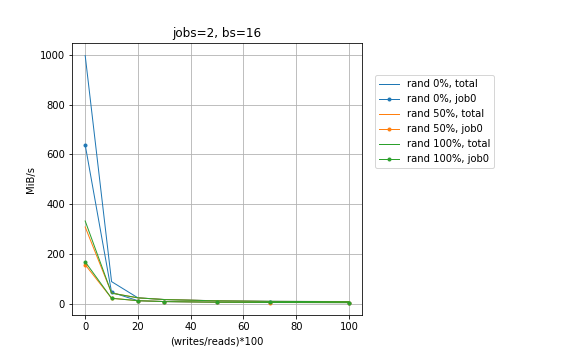 jobs=2, bs=16
1000
800
600
400
200
0
MiB/s
0 20 40 60 80 100
(writes/reads)*100
rand 0%, total
rand 0%, job0
rand 50%, total
rand 50%, job0
rand 100%, total
rand 100%, job0